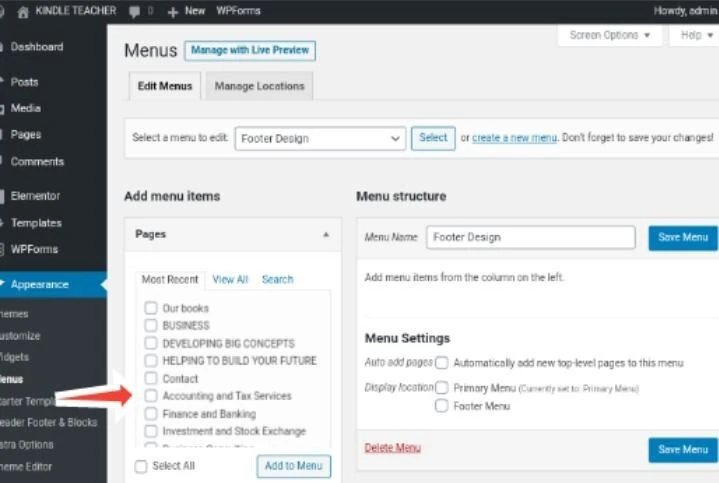 KINDLE TEACHER 0 + New WPForms Howdy, admin
Screen Options ▼ Help ▼
Menus Manage with Live Preview
Edit Menus Manage Locations
Select a menu to edit: Footer Design Select or create a new menu. Don't forget to save your changes!
Dashboard
Posts
Media
Pages
Comments
Elementor
Templates
WPForms
Appearance
hemes
ustomize
idgets
enus
tarter Templ
eader Footer & Blocks
stra Options
heme Editor
Add menu items
Pages
Most Recent View All Search
Our books
BUSINESS
DEVELOPING BIG CONCEPTS
HELPING TO BUILD YOUR FUTURE
Contact
Accounting and Tax Services
Finance and Banking
Investment and Stock Exchange
Select All Add to Menu
Menu structure
Menu Name Footer Design Save Menu
Add menu items from the column on the left.
Menu Settings
Auto add pages Automatically add new top-level pages to this menu
Display location Primary Menu (Currently set to: Primary Menu)
Footer Menu
Delete Menu Save Menu